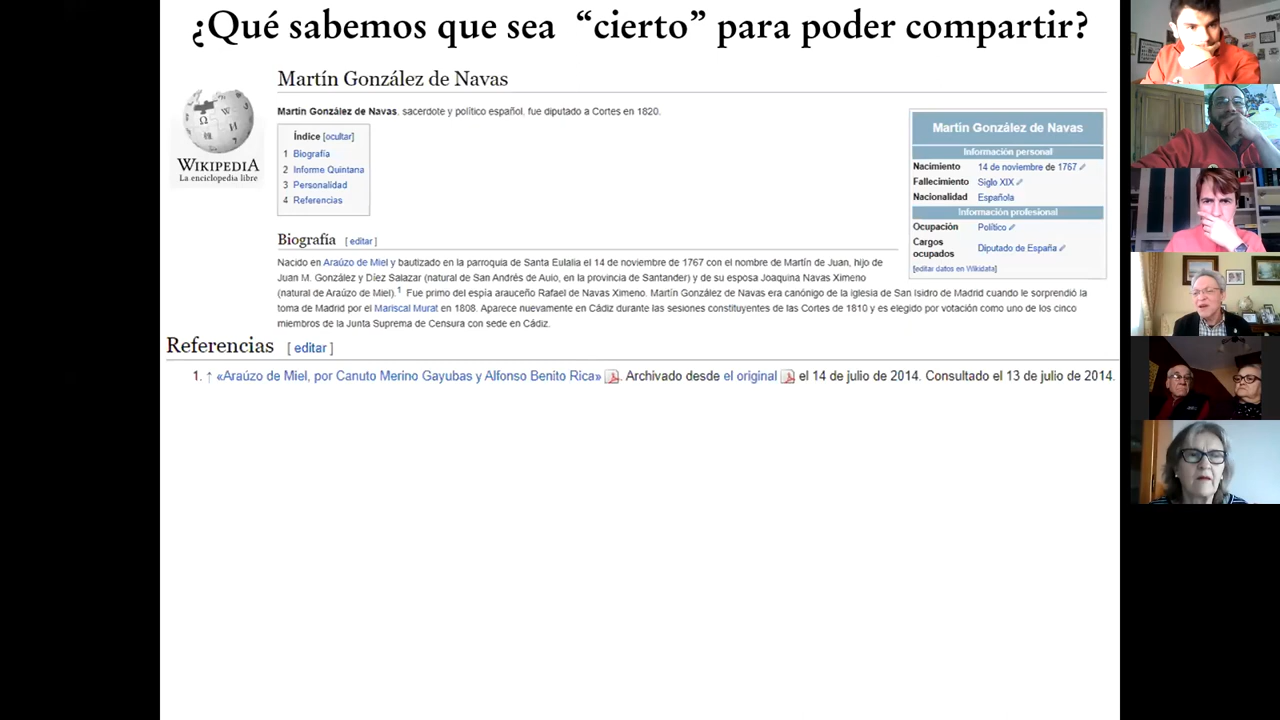 ¿Qué sabemos que sea “cierto” para poder compartir?
WIKIPEDIA
La enciclopedia libre
Martín González de Navas
Martín González de Navas, sacerdote y político español, fue diputado a Cortes en 1820.
Índice [ocultar]
1 Biografía
2 Informe Quintana
3 Personalidad
4 Referencias
Martín González de Navas
Información personal
Nacimiento 14 de noviembre de 1767
Fallecimiento Siglo XIX
Nacionalidad Española
Información profesional
Ocupación Político
Cargos ocupados Diputado de España
[editar datos en Wikidata]
Biografía [ editar ]
Nacido en Araúzo de Miel y bautizado en la parroquia de Santa Eulalia el 14 de noviembre de 1767 con el nombre de Martín de Juan, hijo de
Juan M. González y Díez Salazar (natural de San Andrés de Auio, en la provincia de Santander) y de su esposa Joaquina Navas Ximeno
(natural de Araúzo de Miel).1 Fue primo del espía arauceño Rafael de Navas Ximeno. Martín González de Navas era canónigo de la iglesia de San Isidro de Madrid cuando le sorprendió la
toma de Madrid por el Mariscal Murat en 1808. Aparece nuevamente en Cádiz durante las sesiones constituyentes de las Cortes de 1810 y es elegido por votación como uno de los cinco
miembros de la Junta Suprema de Censura con sede en Cádiz.
Referencias [ editar ]
1. ↑ «Araúzo de Miel, por Canuto Merino Gayubas y Alfonso Benito Rica». Archivado desde el original el 14 de julio de 2014. Consultado el 13 de julio de 2014.